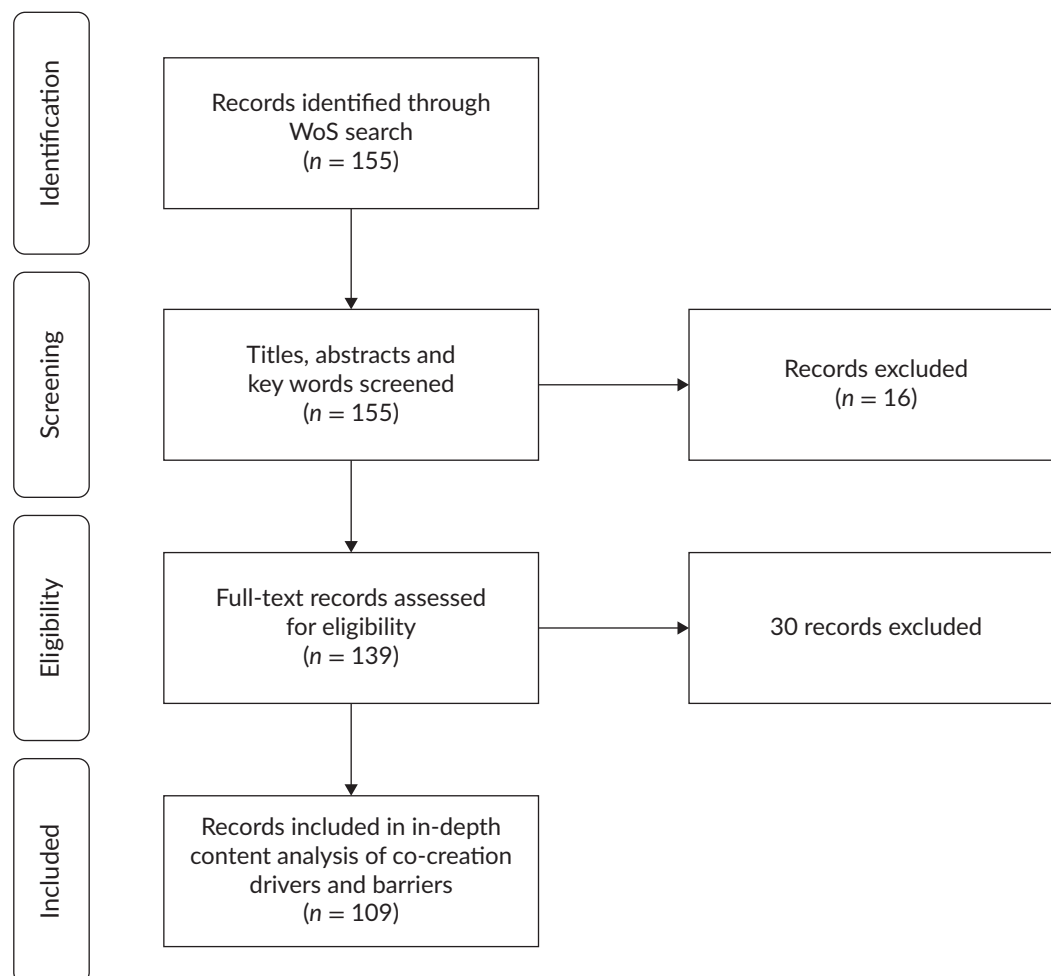 Identification
Records identified through
WoS search
(n = 155)
Screening
Titles, abstracts and
key words screened
(n = 155)
Records excluded
(n = 16)
Eligibility
Full-text records assessed
for eligibility
(n = 139)
30 records excluded
Included
Records included in in-depth
content analysis of co-creation
drivers and barriers
(n = 109)